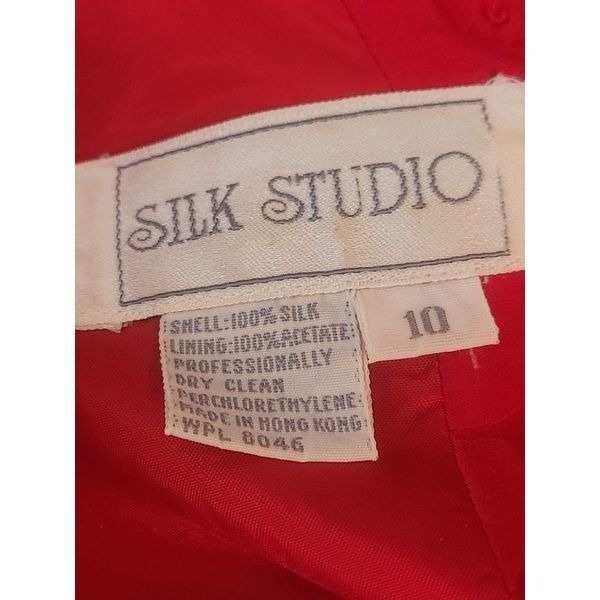 SILK STUDIO
10
SHELL:100% SILK
LINING:100% ACETATE
PROFESSIONALLY
DRY CLEAN
PERCHLORETHYLENE
MADE IN HONG KONG
WPL 8046